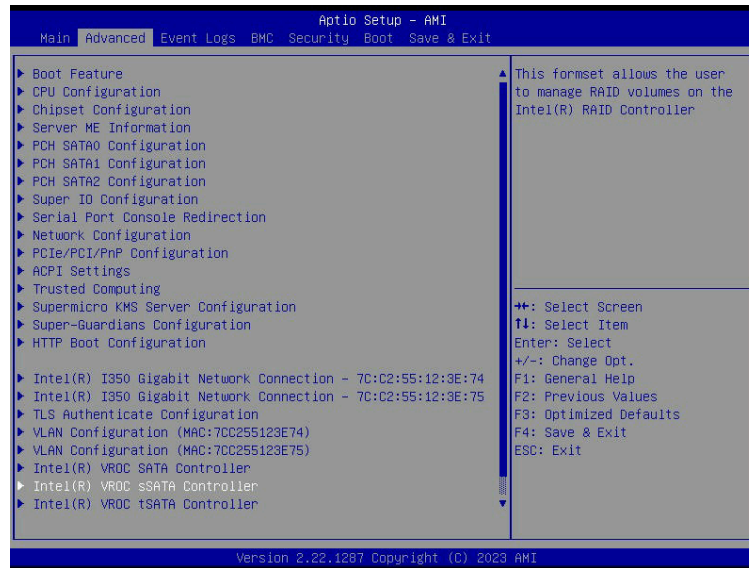 Aptio Setup - AMI
Main Advanced Event Logs BMC Security Boot Save & Exit
▶ Boot Feature
▶ CPU Configuration
▶ Chipset Configuration
▶ Server ME Information
▶ PCH SATA0 Configuration
▶ PCH SATA1 Configuration
▶ PCH SATA2 Configuration
▶ Super IO Configuration
▶ Serial Port Console Redirection
▶ Network Configuration
▶ PCIe/PCI/PnP Configuration
▶ ACPI Settings
▶ Trusted Computing
▶ Supermicro KMS Server Configuration
▶ Super-Guardians Configuration
▶ HTTP Boot Configuration
▶ Intel(R) I350 Gigabit Network Connection - 7C:C2:55:12:3E:74
▶ Intel(R) I350 Gigabit Network Connection - 7C:C2:55:12:3E:75
▶ TLS Authenticate Configuration
▶ VLAN Configuration (MAC:7CC255123E74)
▶ VLAN Configuration (MAC:7CC255123E75)
▶ Intel(R) VROC SATA Controller
▶ Intel(R) VROC sSATA Controller
▶ Intel(R) VROC tSATA Controller
This formset allows the user
to manage RAID volumes on the
Intel(R) RAID Controller
→←: Select Screen
↑↓: Select Item
Enter: Select
+/-: Change Opt.
F1: General Help
F2: Previous Values
F3: Optimized Defaults
F4: Save & Exit
ESC: Exit
Version 2.22.1287 Copyright (C) 2023 AMI